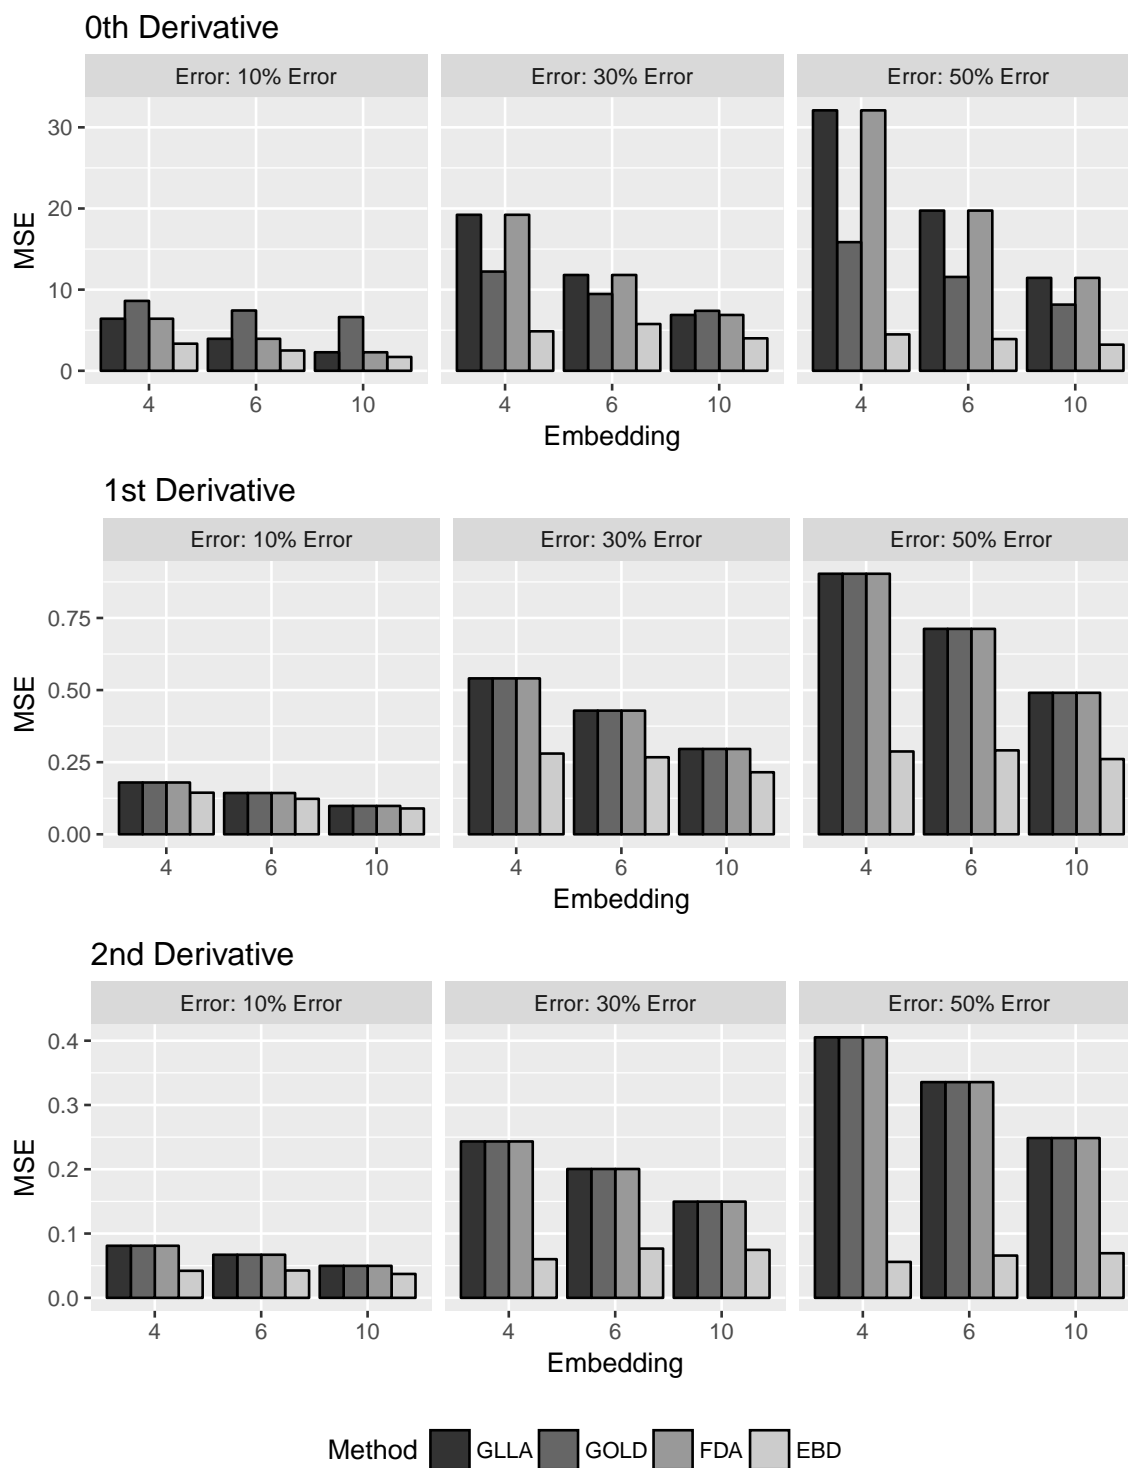 0th Derivative
Error: 10% Error
Error: 30% Error
Error: 50% Error
MSE
30
20
10
0
4 6 10
4 6 10
4 6 10
Embedding
1st Derivative
Error: 10% Error
Error: 30% Error
Error: 50% Error
MSE
0.75
0.50
0.25
0.00
4 6 10
4 6 10
4 6 10
Embedding
2nd Derivative
Error: 10% Error
Error: 30% Error
Error: 50% Error
MSE
0.4
0.3
0.2
0.1
0.0
4 6 10
4 6 10
4 6 10
Embedding
Method GLLA GOLD FDA EBD